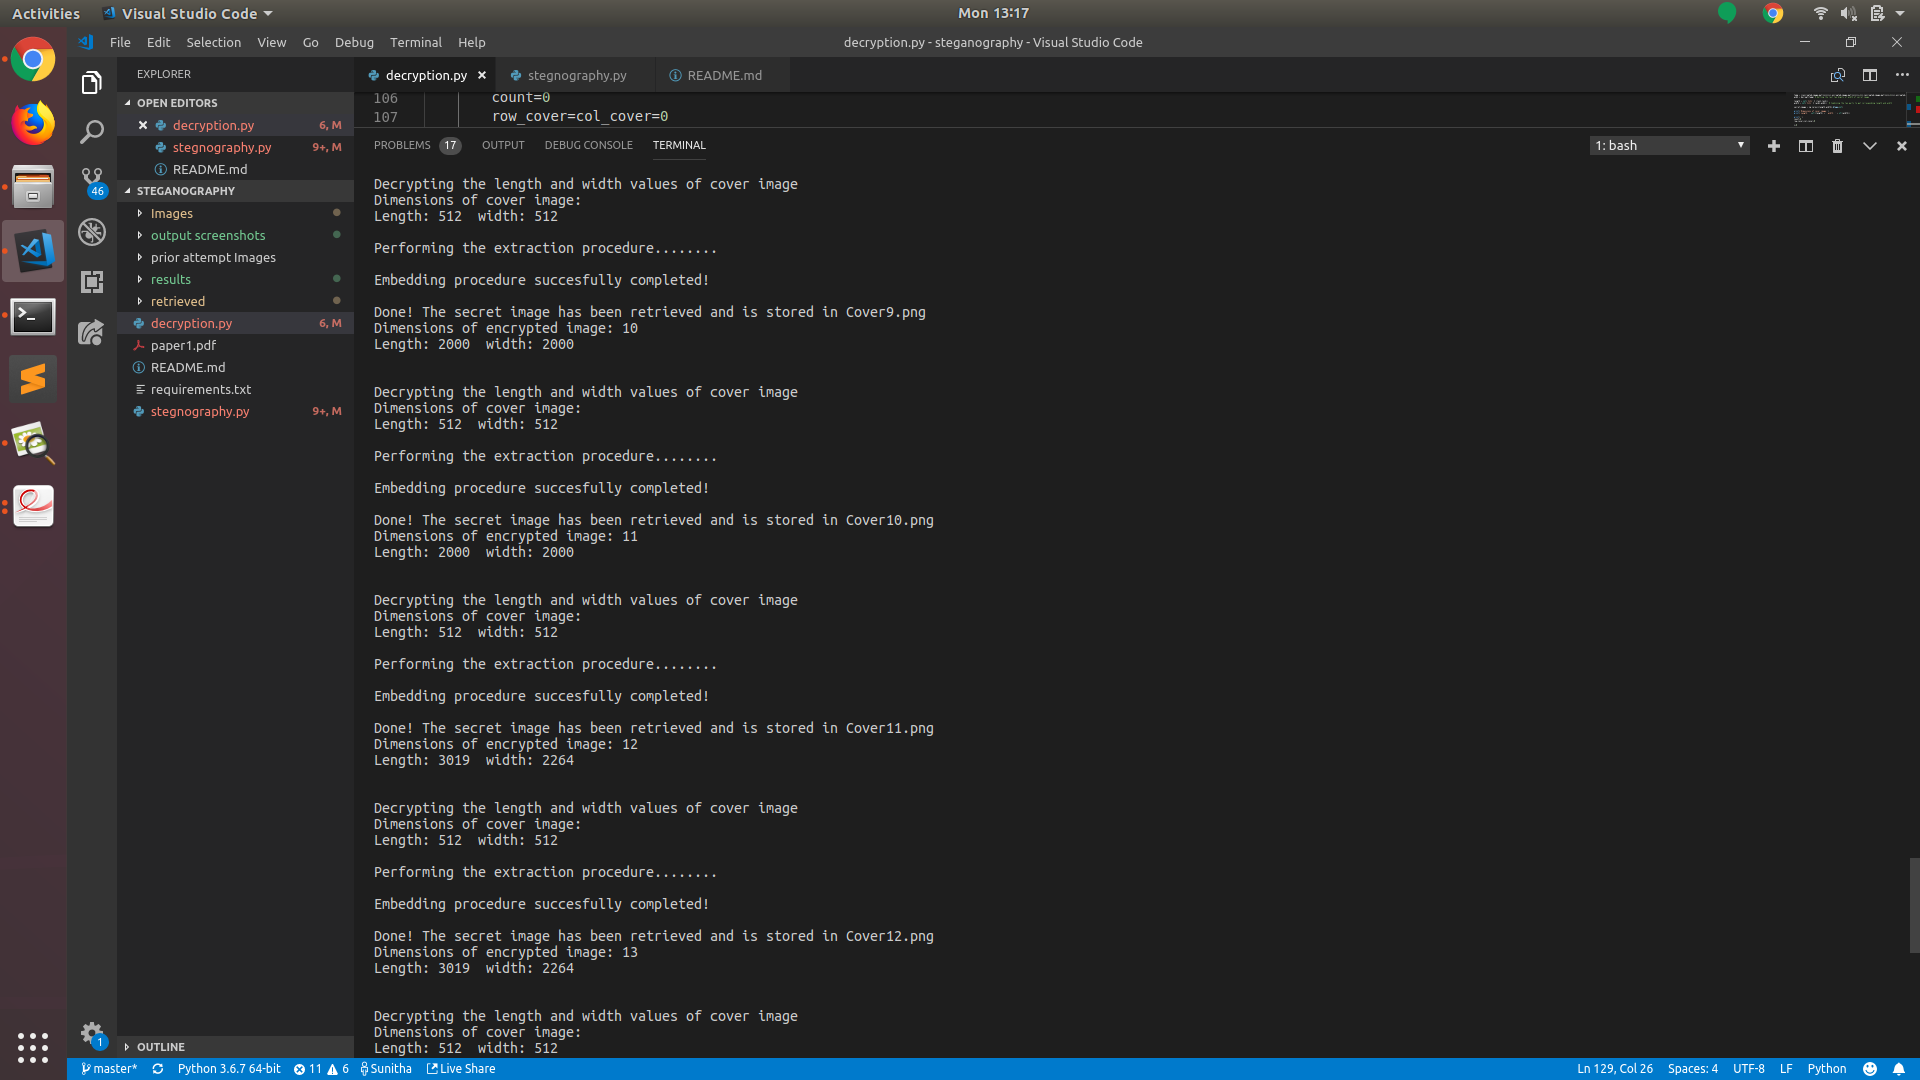 Activities
Visual Studio Code
Mon 13:17
File Edit Selection View Go Debug Terminal Help
decryption.py - steganography - Visual Studio Code
EXPLORER
OPEN EDITORS
decryption.py 6, M
stegnography.py 9+, M
README.md
46
STEGANOGRAPHY
Images
output screenshots
prior attempt Images
results
retrieved
decryption.py 6, M
paper1.pdf
README.md
requirements.txt
stegnography.py 9+, M
OUTLINE
1
decryption.py stegnography.py README.md
106 count=0
107 row_cover=col_cover=0
PROBLEMS 17 OUTPUT DEBUG CONSOLE TERMINAL
1: bash
Decrypting the length and width values of cover image
Dimensions of cover image:
Length: 512 width: 512
Performing the extraction procedure........
Embedding procedure succesfully completed!
Done! The secret image has been retrieved and is stored in Cover9.png
Dimensions of encrypted image: 10
Length: 2000 width: 2000
Decrypting the length and width values of cover image
Dimensions of cover image:
Length: 512 width: 512
Performing the extraction procedure........
Embedding procedure succesfully completed!
Done! The secret image has been retrieved and is stored in Cover10.png
Dimensions of encrypted image: 11
Length: 2000 width: 2000
Decrypting the length and width values of cover image
Dimensions of cover image:
Length: 512 width: 512
Performing the extraction procedure........
Embedding procedure succesfully completed!
Done! The secret image has been retrieved and is stored in Cover11.png
Dimensions of encrypted image: 12
Length: 3019 width: 2264
Decrypting the length and width values of cover image
Dimensions of cover image:
Length: 512 width: 512
Performing the extraction procedure........
Embedding procedure succesfully completed!
Done! The secret image has been retrieved and is stored in Cover12.png
Dimensions of encrypted image: 13
Length: 3019 width: 2264
Decrypting the length and width values of cover image
Dimensions of cover image:
Length: 512 width: 512
master* Python 3.6.7 64-bit 11 6 Sunitha Live Share
Ln 129, Col 26 Spaces: 4 UTF-8 LF Python